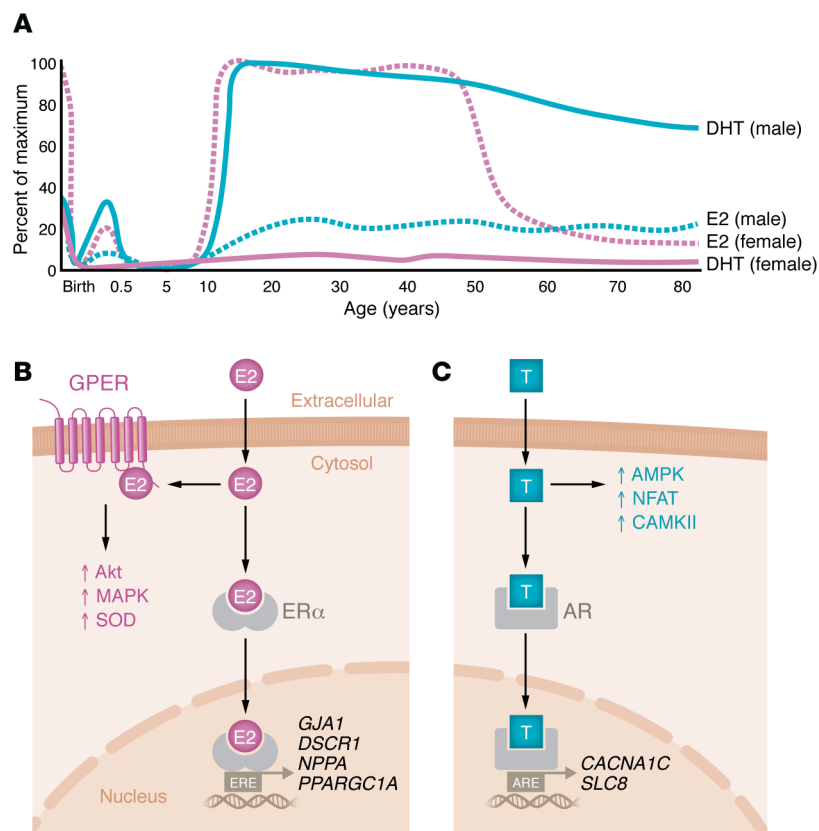 A
Percent of maximum
100
80
60
40
20
0
Birth 0.5 5 10 20 30 40 50 60 70 80
Age (years)
DHT (male)
E2 (male)
E2 (female)
DHT (female)
B
GPER
E2
Extracellular
Cytosol
E2
E2
↑ Akt
↑ MAPK
↑ SOD
E2
ERα
E2
ERE
GJA1
DSCR1
NPPA
PPARGC1A
Nucleus
C
T
T
↑ AMPK
↑ NFAT
↑ CAMKII
T
AR
T
ARE
CACNA1C
SLC8